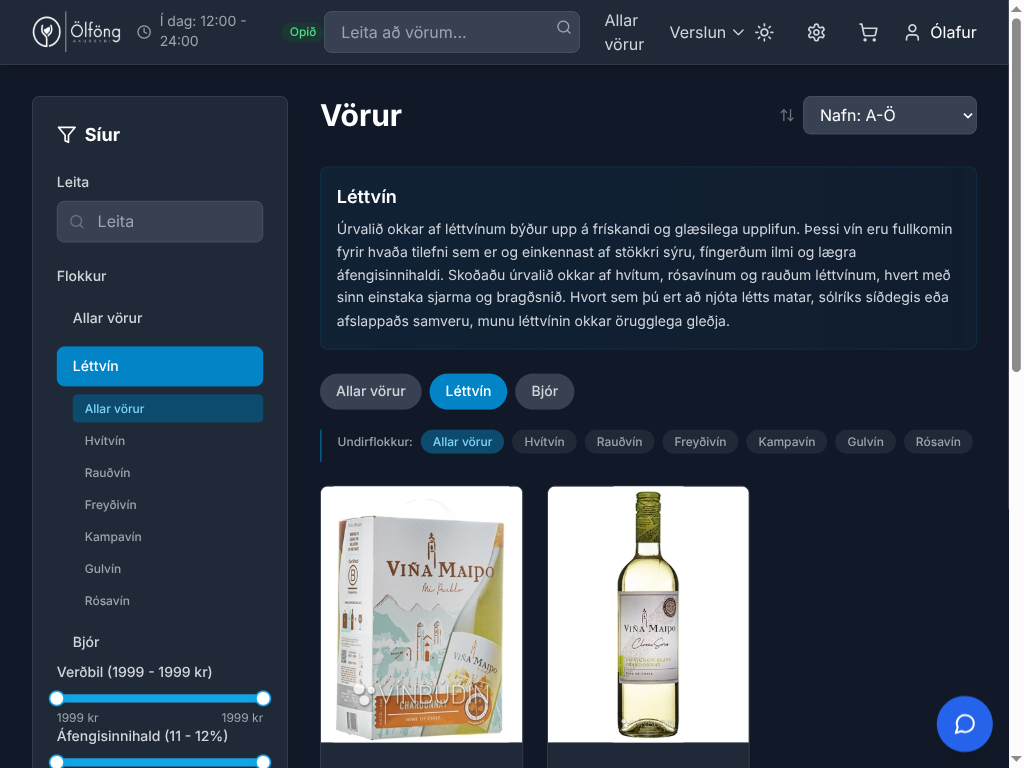 Ölföng
Í dag: 12:00 -
24:00
Opið
Leita að vörum...
Allar
vörur
Verslun
Ólafur
Síur
Leita
Leita
Flokkur
Allar vörur
Léttvín
Allar vörur
Hvítvín
Rauðvín
Freyðivín
Kampavín
Gulvín
Rósavín
Bjór
Verðbil (1999 - 1999 kr)
1999 kr
1999 kr
Áfengisinnihald (11 - 12%)
Vörur
Nafn: A-Ö
Léttvín
Úrvalið okkar af léttvínum býður upp á frískandi og glæsilega upplifun. Þessi vín eru fullkomin
fyrir hvaða tilefni sem er og einkennast af stökkri sýru, fíngerðum ilmi og lægra
áfengisinnihaldi. Skoðaðu úrvalið okkar af hvítum, rósavínum og rauðum léttvínum, hvert með
sinn einstaka sjarma og bragðsnið. Hvort sem þú ert að njóta létts matar, sólríks síðdegis eða
afslappaðs samveru, munu léttvínin okkar örugglega gleðja.
Allar vörur
Léttvín
Bjór
Undirflokkur:
Allar vörur
Hvítvín
Rauðvín
Freyðivín
Kampavín
Gulvín
Rósavín
VIÑA MAIPO
Mi Pueblo
VIÑA MAIPO
VÍNBÚÐIN
CHARDONNAY
VIÑA MAIPO